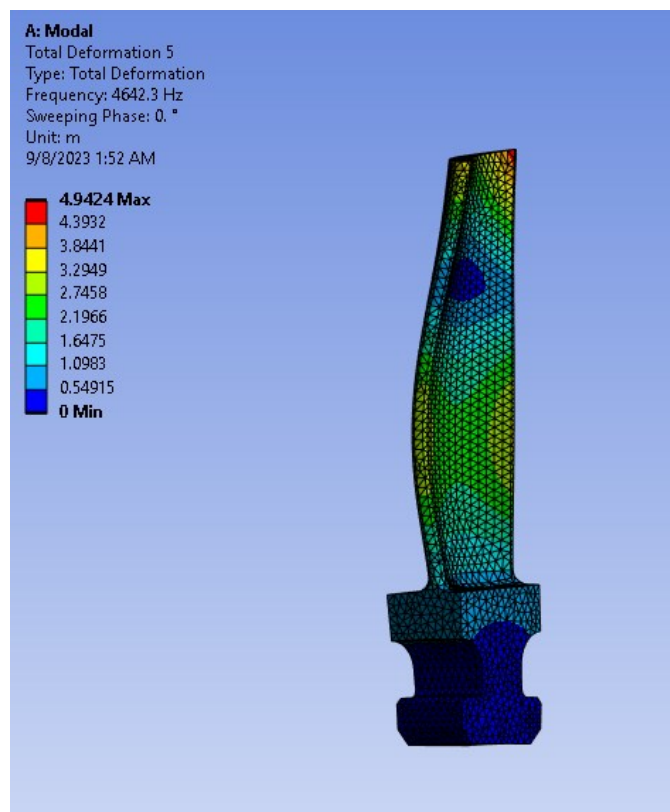 A: Modal
Total Deformation 5
Type: Total Deformation
Frequency: 4642.3 Hz
Sweeping Phase: 0. °
Unit: m
9/8/2023 1:52 AM
4.9424 Max
4.3932
3.8441
3.2949
2.7458
2.1966
1.6475
1.0983
0.54915
0 Min